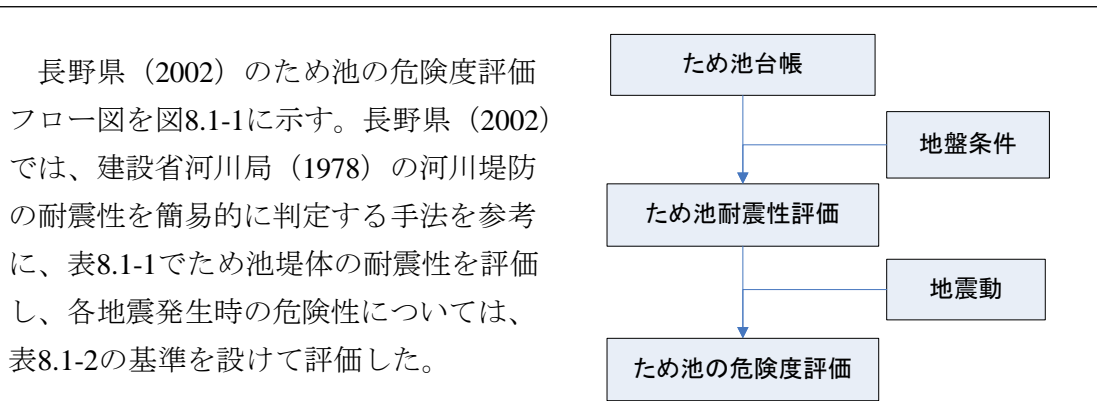 長野県（2002）のため池の危険度評価
フロー図を図8.1-1に示す。長野県（2002）
では、建設省河川局（1978）の河川堤防
の耐震性を簡易的に判定する手法を参考
に、表8.1-1でため池堤体の耐震性を評価
し、各地震発生時の危険性については、
表8.1-2の基準を設けて評価した。
ため池台帳
地盤条件
ため池耐震性評価
地震動
ため池の危険度評価